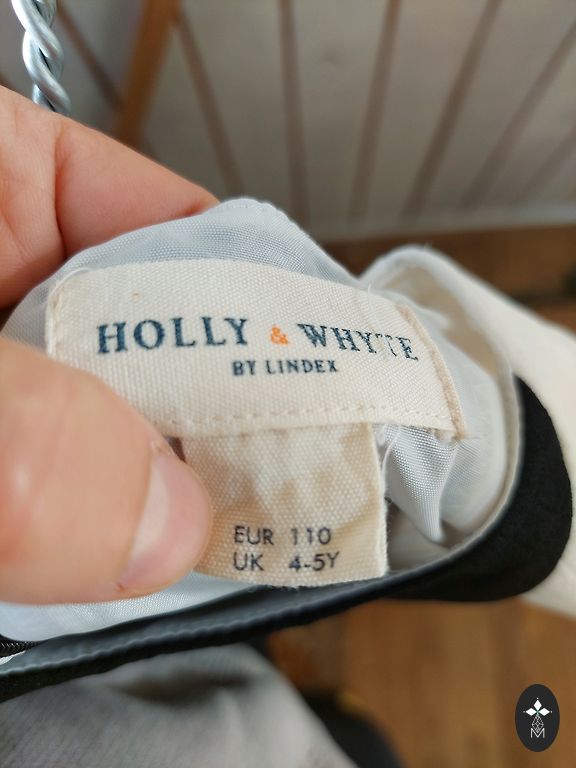 HOLLY & WHYTE
BY LINDEX
EUR 110
UK 4-5Y